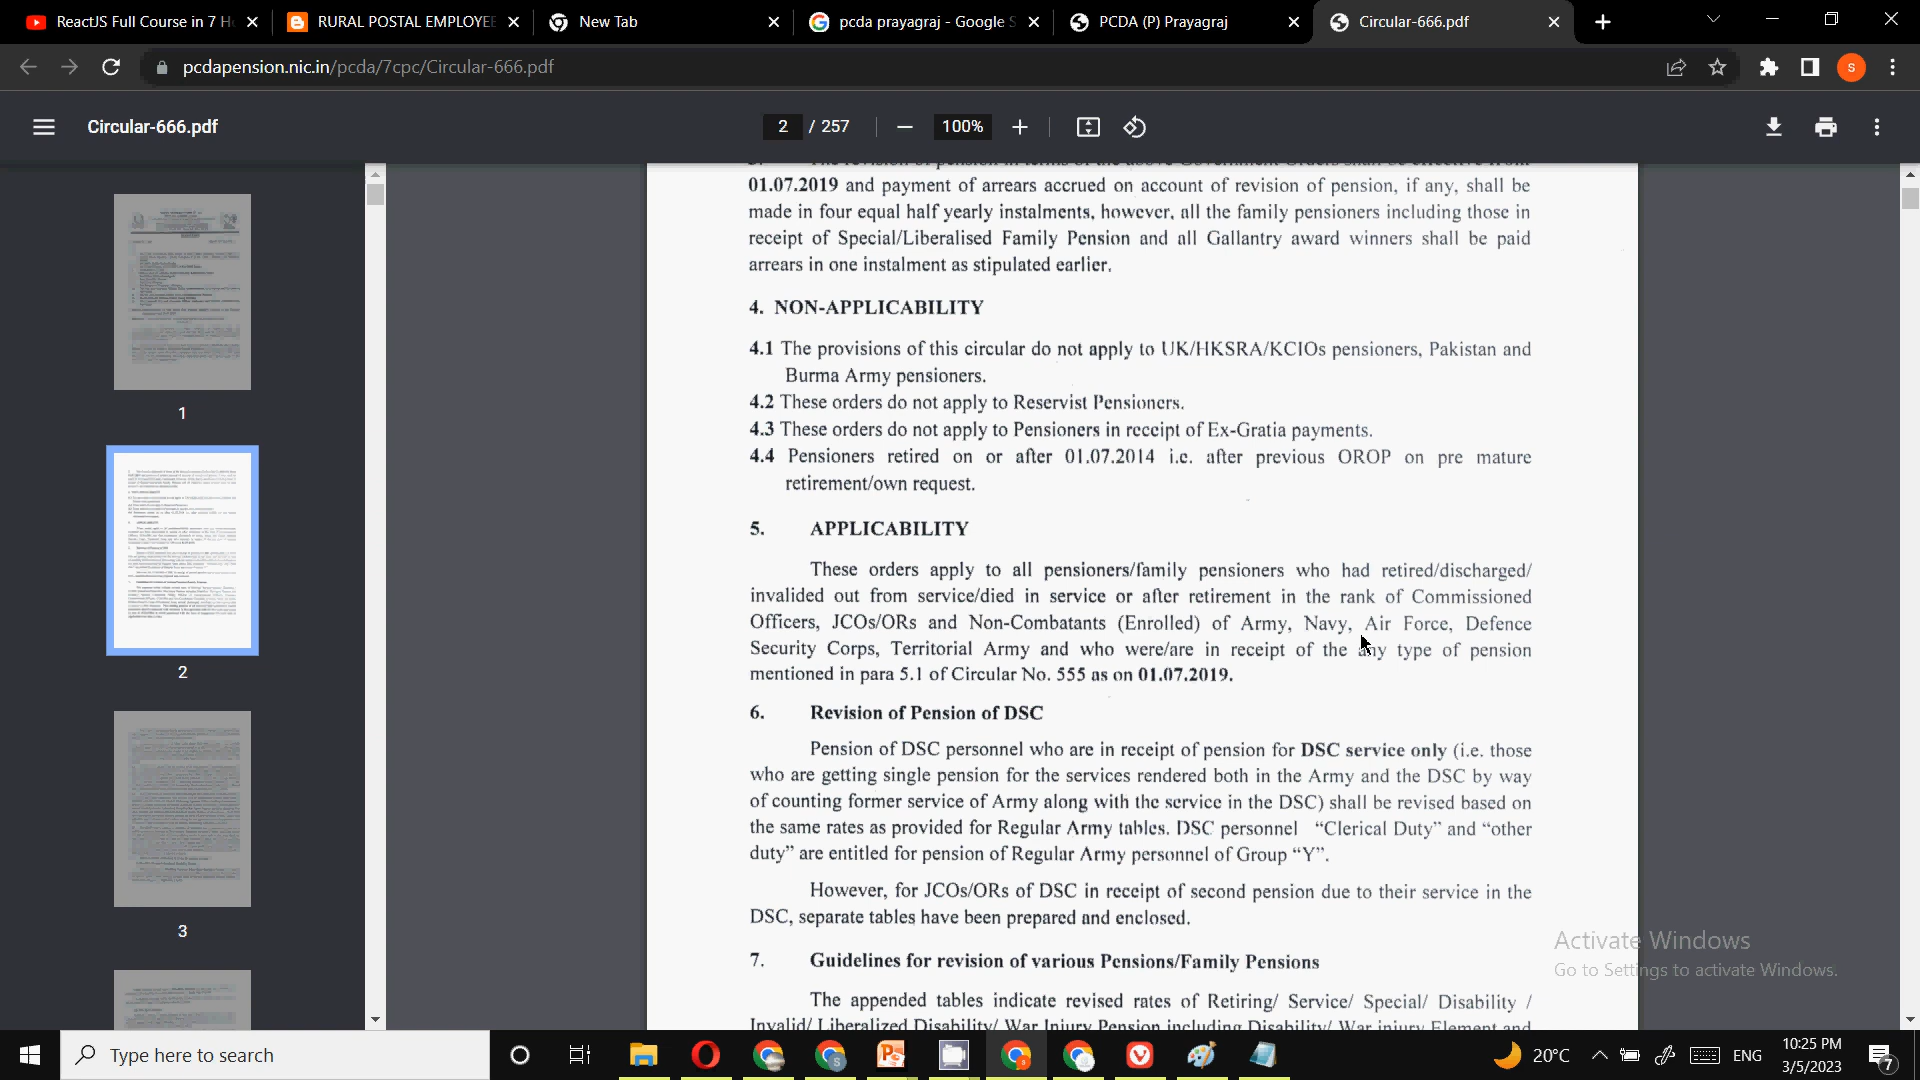 ReactJS Full Course in 7 H
RURAL POSTAL EMPLOYEE
New Tab
pcda prayagraj - Google S
PCDA (P) Prayagraj
Circular-666.pdf
pcdapension.nic.in/pcda/7cpc/Circular-666.pdf
S
Circular-666.pdf
2 / 257
100%
01.07.2019 and payment of arrears accrued on account of revision of pension, if any, shall be
made in four equal half yearly instalments, however, all the family pensioners including those in
receipt of Special/Liberalised Family Pension and all Gallantry award winners shall be paid
arrears in one instalment as stipulated earlier.
4. NON-APPLICABILITY
4.1 The provisions of this circular do not apply to UK/HKSRA/KCIOs pensioners, Pakistan and
Burma Army pensioners.
4.2 These orders do not apply to Reservist Pensioners.
4.3 These orders do not apply to Pensioners in receipt of Ex-Gratia payments.
4.4 Pensioners retired on or after 01.07.2014 i.e. after previous OROP on pre mature
retirement/own request.
5. APPLICABILITY
These orders apply to all pensioners/family pensioners who had retired/discharged/
invalided out from service/died in service or after retirement in the rank of Commissioned
Officers, JCOs/ORs and Non-Combatants (Enrolled) of Army, Navy, Air Force, Defence
Security Corps, Territorial Army and who were/are in receipt of the any type of pension
mentioned in para 5.1 of Circular No. 555 as on 01.07.2019.
6. Revision of Pension of DSC
Pension of DSC personnel who are in receipt of pension for DSC service only (i.e. those
who are getting single pension for the services rendered both in the Army and the DSC by way
of counting former service of Army along with the service in the DSC) shall be revised based on
the same rates as provided for Regular Army tables. DSC personnel "Clerical Duty" and "other
duty" are entitled for pension of Regular Army personnel of Group "Y".
However, for JCOs/ORs of DSC in receipt of second pension due to their service in the
DSC, separate tables have been prepared and enclosed.
7. Guidelines for revision of various Pensions/Family Pensions
The appended tables indicate revised rates of Retiring/ Service/ Special/ Disability /
Invalid/ Liberalized Disability/ War Injury Pension including Disability/ War injury Element and
1
2
3
Activate Windows
Go to Settings to activate Windows.
Type here to search
20°C
ENG
10:25 PM
3/5/2023
7